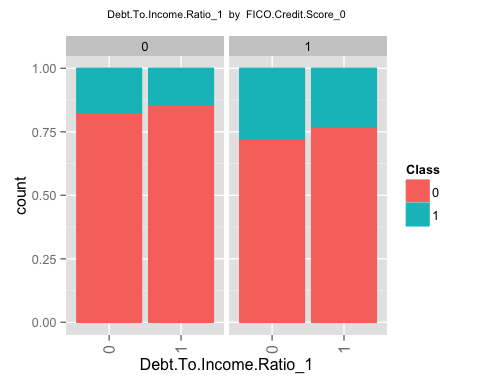 Debt.To.Income.Ratio_1 by FICO.Credit.Score_0
0 1
1.00
0.75
0.50
0.25
0.00
count
0 1 0 1
Debt.To.Income.Ratio_1
Class
0
1